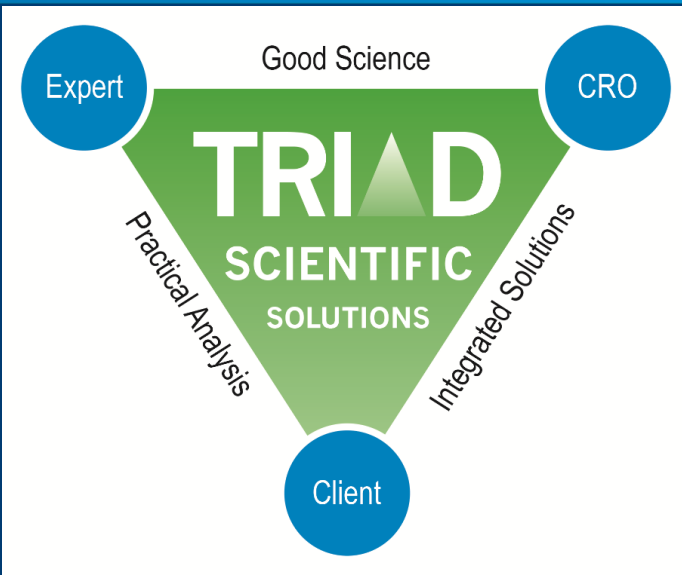 Good Science
Expert
CRO
TRIAD
SCIENTIFIC
SOLUTIONS
Practical Analysis
Integrated Solutions
Client